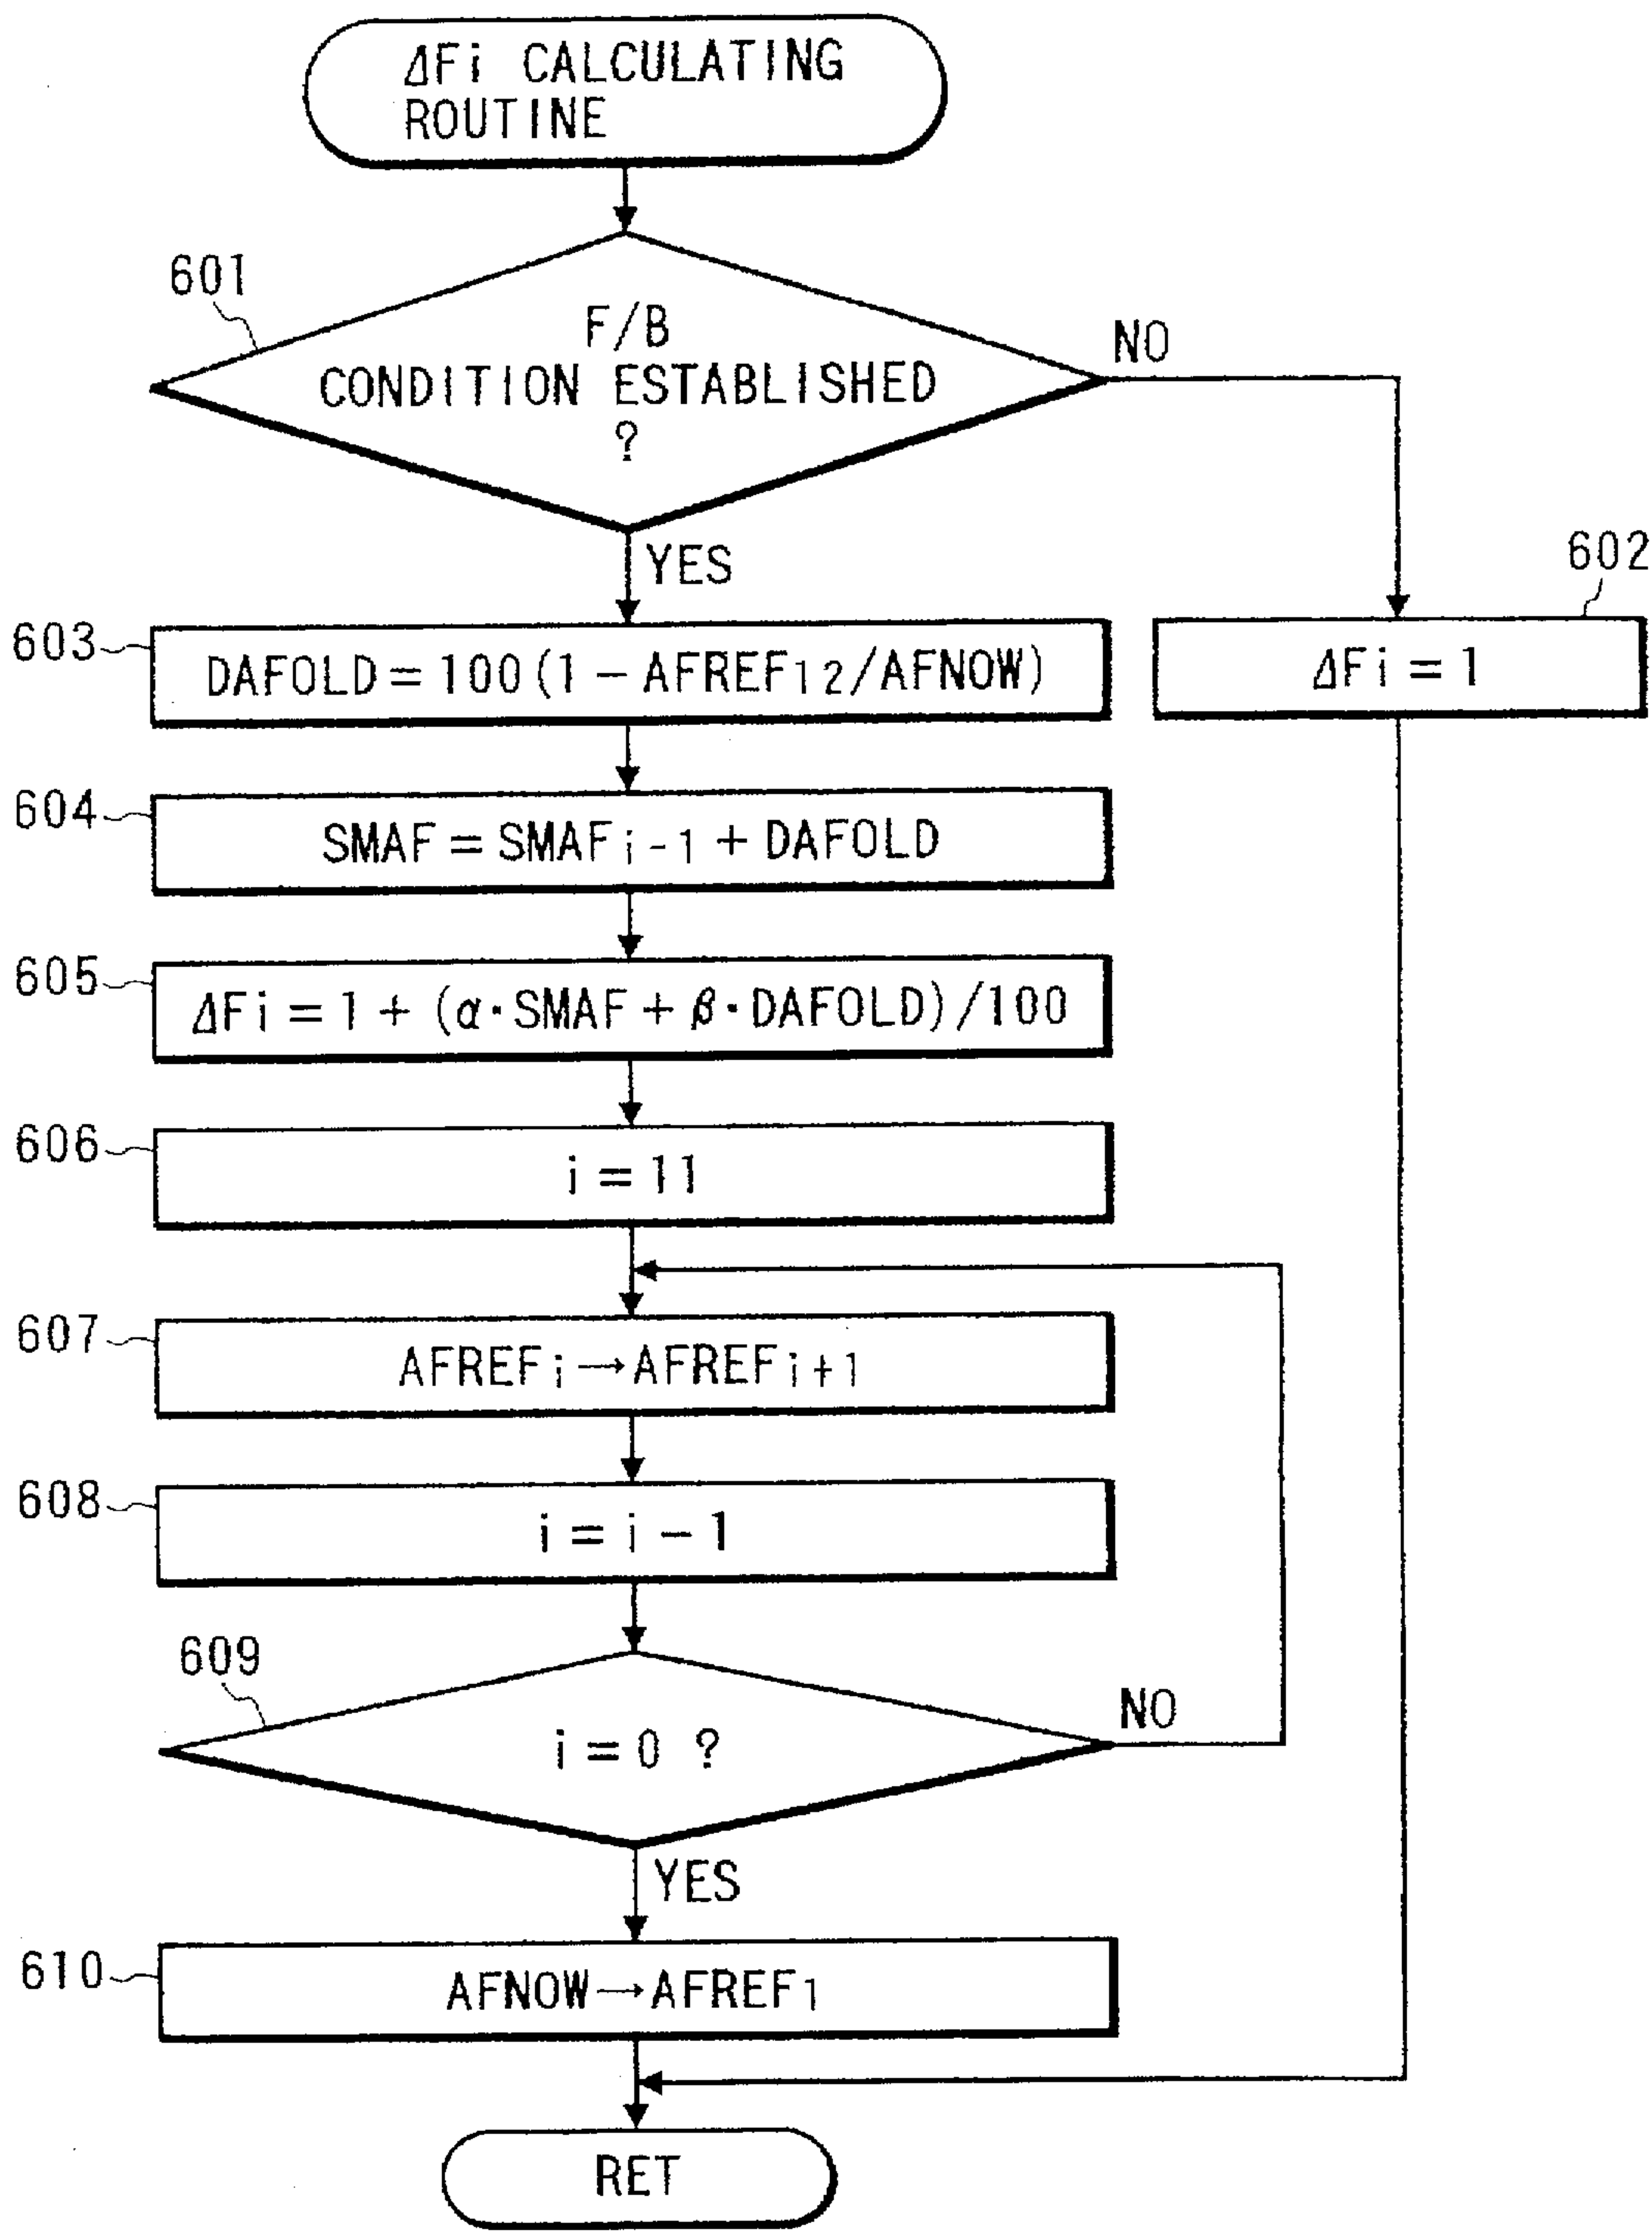 ΔFi CALCULATING
ROUTINE
601
F/B
CONDITION ESTABLISHED
?
NO
YES
602
ΔFi = 1
603
DAFOLD = 100 (1 - AFREF₁₂/AFNOW)
604
SMAF = SMAFᵢ₋₁ + DAFOLD
605
ΔFi = 1 + (α·SMAF + β·DAFOLD)/100
606
i = 11
607
AFREFᵢ → AFREFᵢ₊₁
608
i = i - 1
609
i = 0 ?
NO
YES
610
AFNOW → AFREF₁
RET